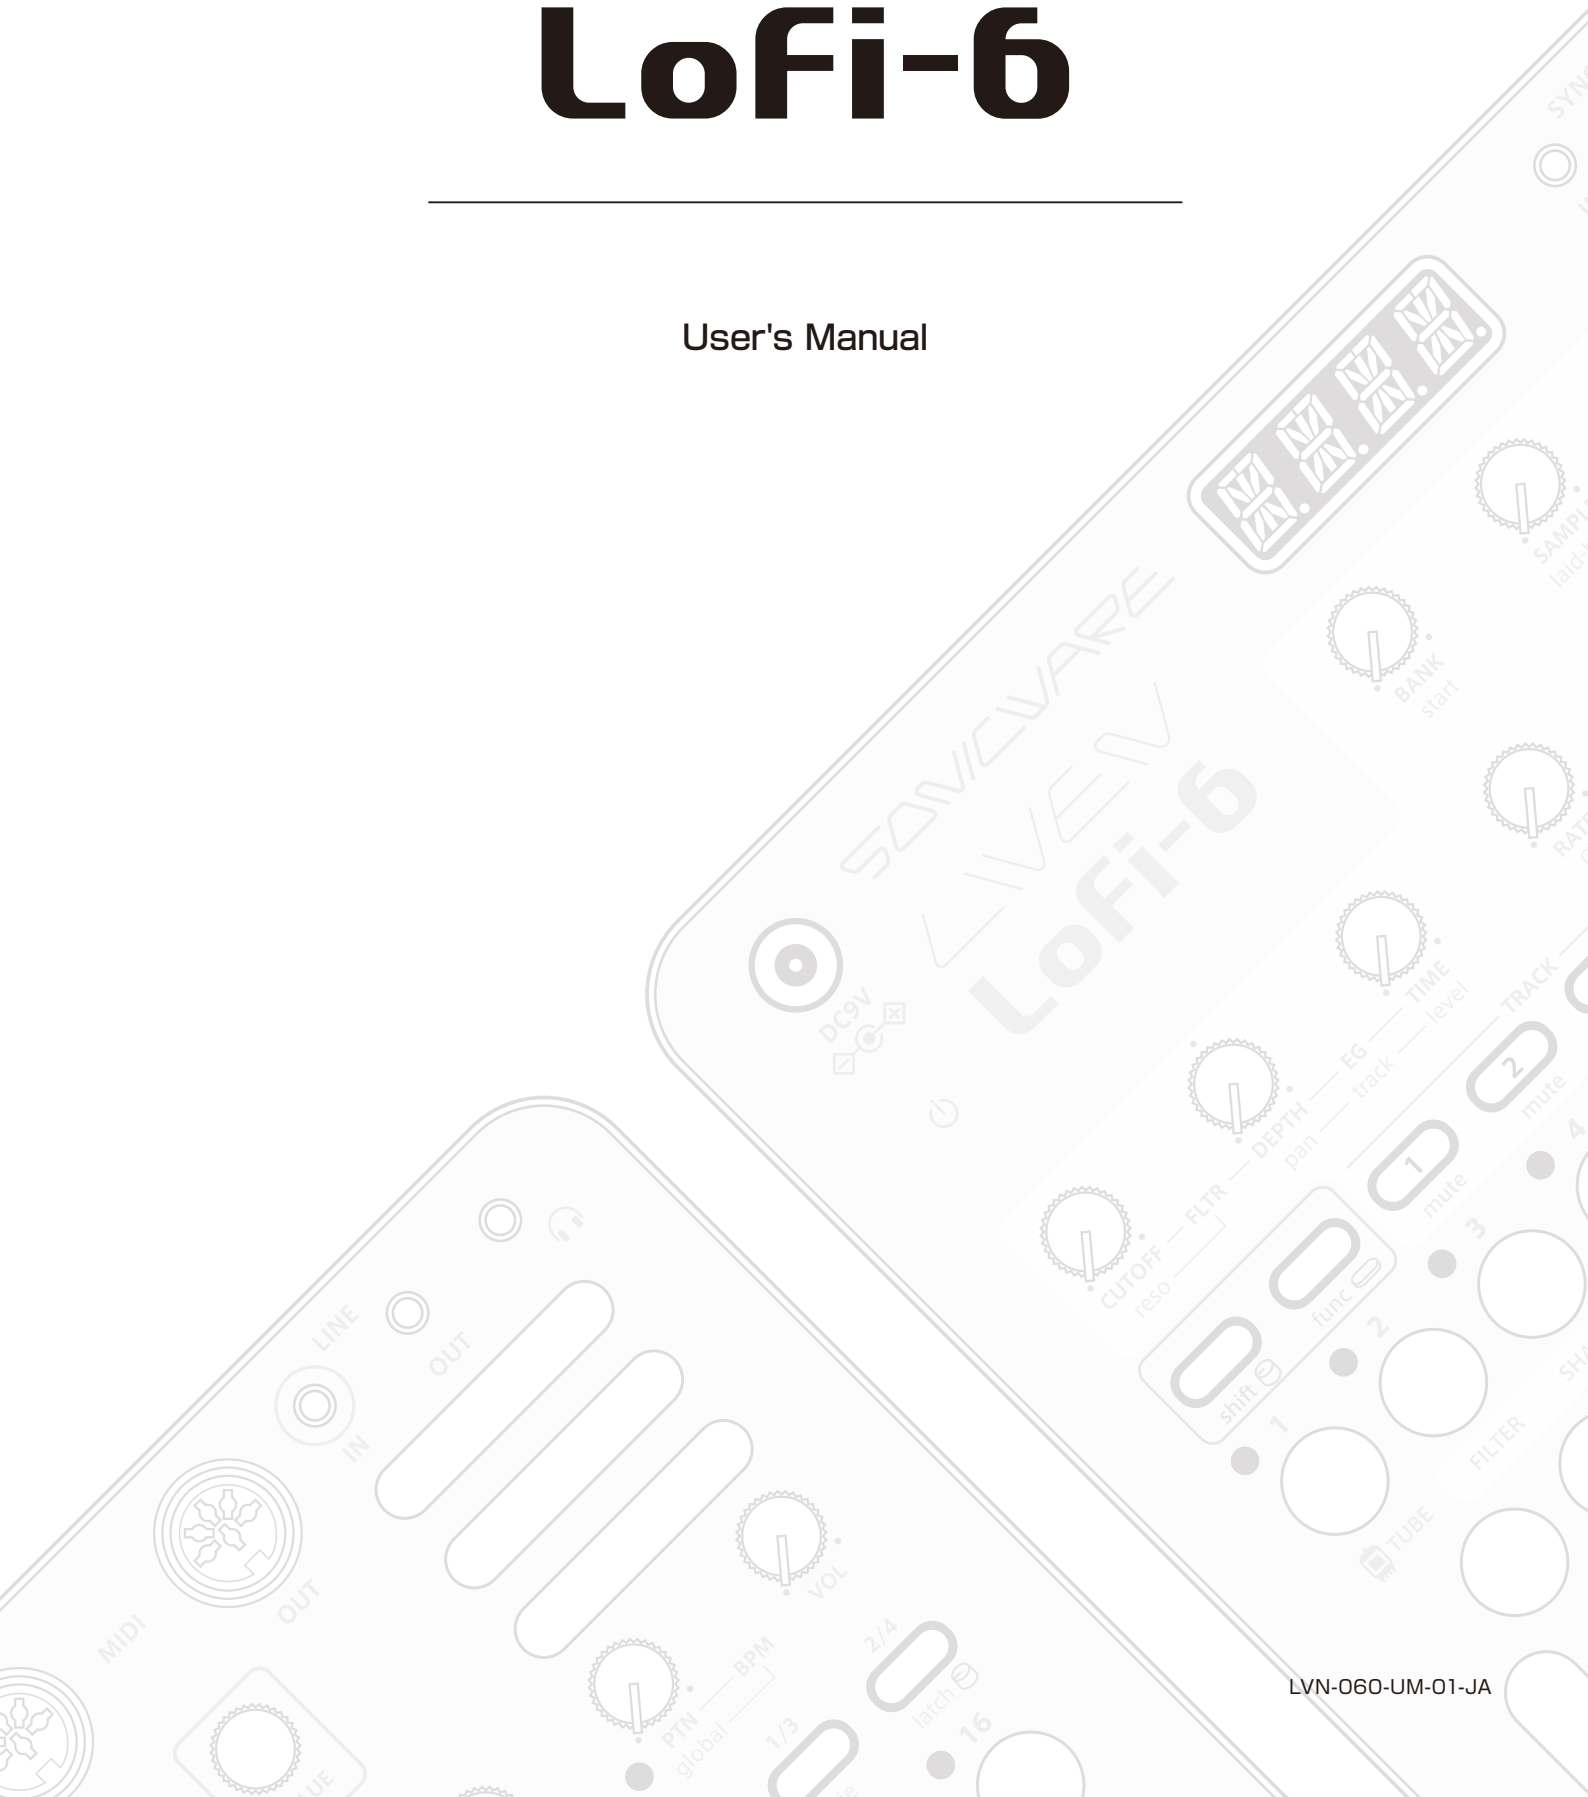 LoFi-6
User's Manual
SONICWARE
LIVEN
LoFi-6
DC9V
BANK
start
TIME
level
EG
track
DEPTH
pan
FLTR
CUTOFF
reso
TRACK
2
mute
1
mute
func
shift
4
3
2
1
FILTER
TUBE
LINE
OUT
IN
MIDI
OUT
VOL
BPM
PTN
global
2/4
latch
1/3
16
LVN-060-UM-01-JA